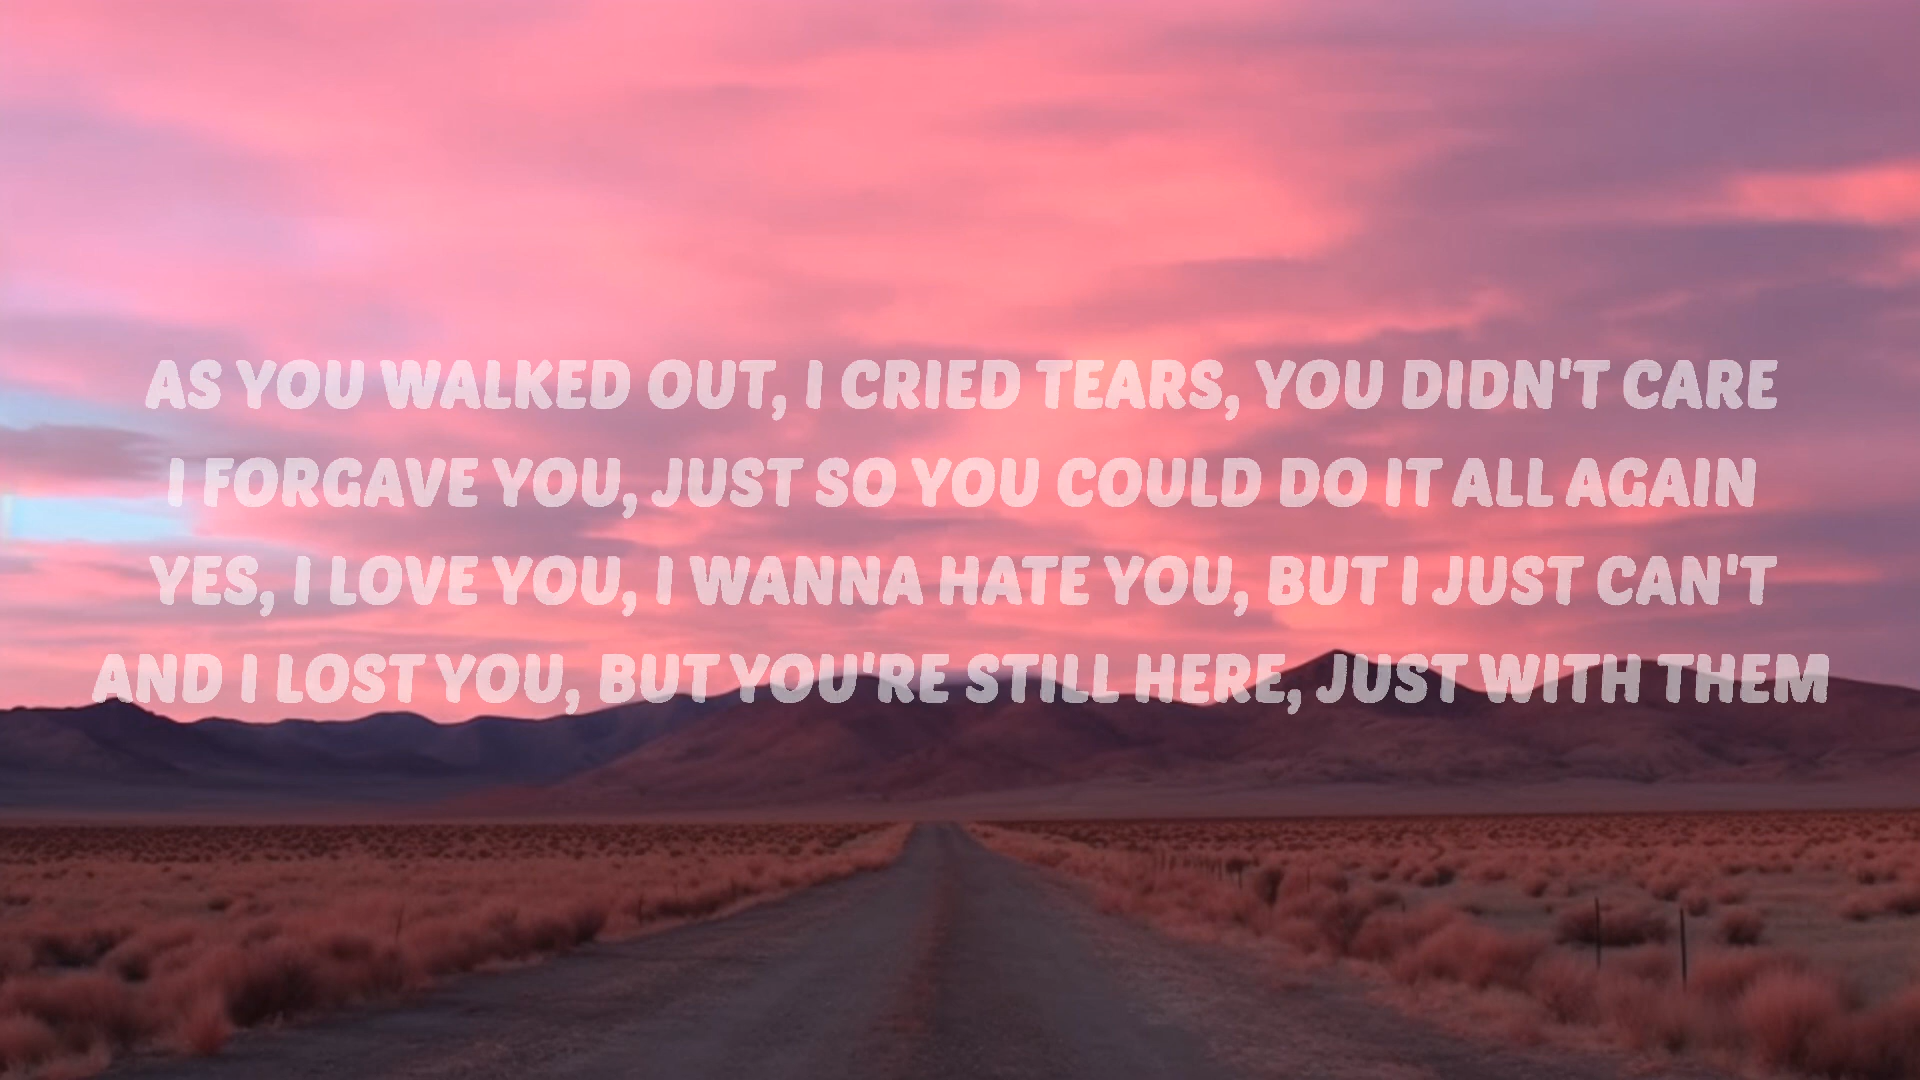 AS YOU WALKED OUT, I CRIED TEARS, YOU DIDN'T CARE
I FORGAVE YOU, JUST SO YOU COULD DO IT ALL AGAIN
YES, I LOVE YOU, I WANNA HATE YOU, BUT I JUST CAN'T
AND I LOST YOU, BUT YOU'RE STILL HERE, JUST WITH THEM